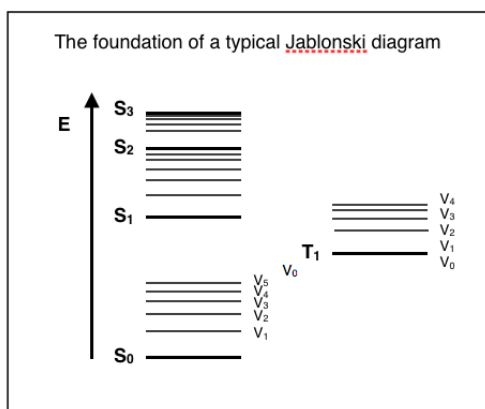 The foundation of a typical Jablonski diagram
E
S3
S2
S1
S0
V5
V4
V3
V2
V1
V0
T1
V4
V3
V2
V1
V0